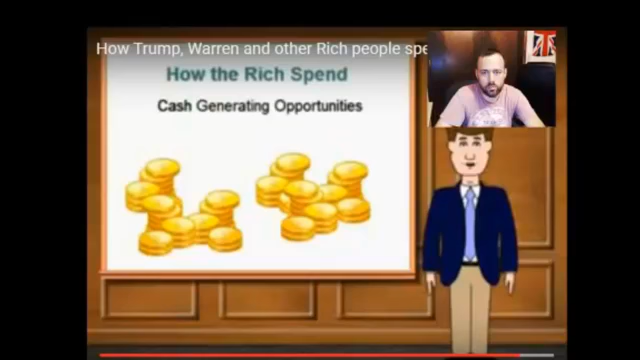 How Trump, Warren and other Rich people spe
How the Rich Spend
Cash Generating Opportunities